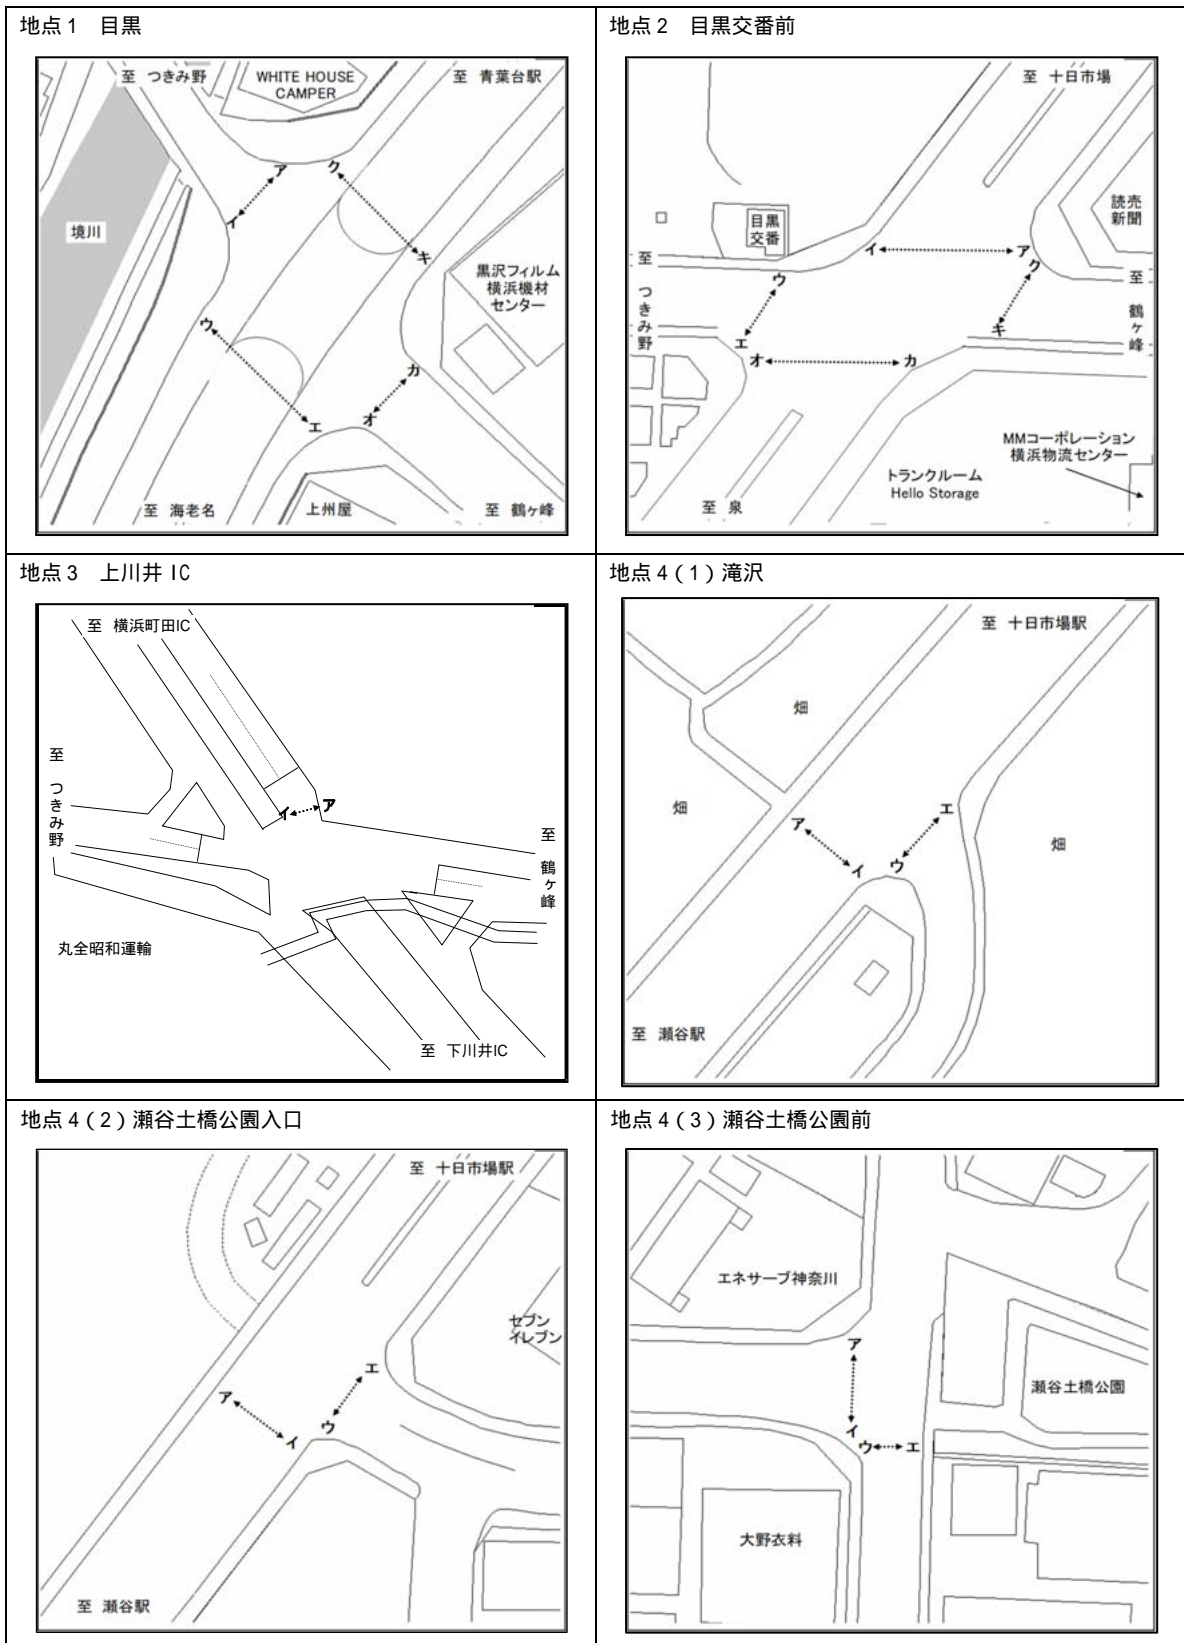 地点1 目黒
至 つきみ野
WHITE HOUSE
CAMPER
至 青葉台駅
ア
ク
イ
境川
キ
黒沢フィルム
横浜機材
センター
ウ
カ
エ
オ
至 海老名
上州屋
至 鶴ヶ峰
地点2 目黒交番前
至 十日市場
読売
新聞
目黒
交番
イ
ア
ク
至 つきみ野
ウ
至 鶴ヶ峰
キ
エ
オ
カ
MMコーポレーション
横浜物流センター
トランクルーム
Hello Storage
至 泉
地点3 上川井IC
至 横浜町田IC
至 つきみ野
イ
ア
至 鶴ヶ峰
丸全昭和運輸
至 下川井IC
地点4(1)滝沢
至 十日市場駅
畑
畑
ア
エ
畑
イ
ウ
至 瀬谷駅
地点4(2)瀬谷土橋公園入口
至 十日市場駅
セブン
イレブン
ア
エ
イ
ウ
至 瀬谷駅
地点4(3)瀬谷土橋公園前
エネサーブ神奈川
ア
瀬谷土橋公園
イ
ウ
エ
大野衣料